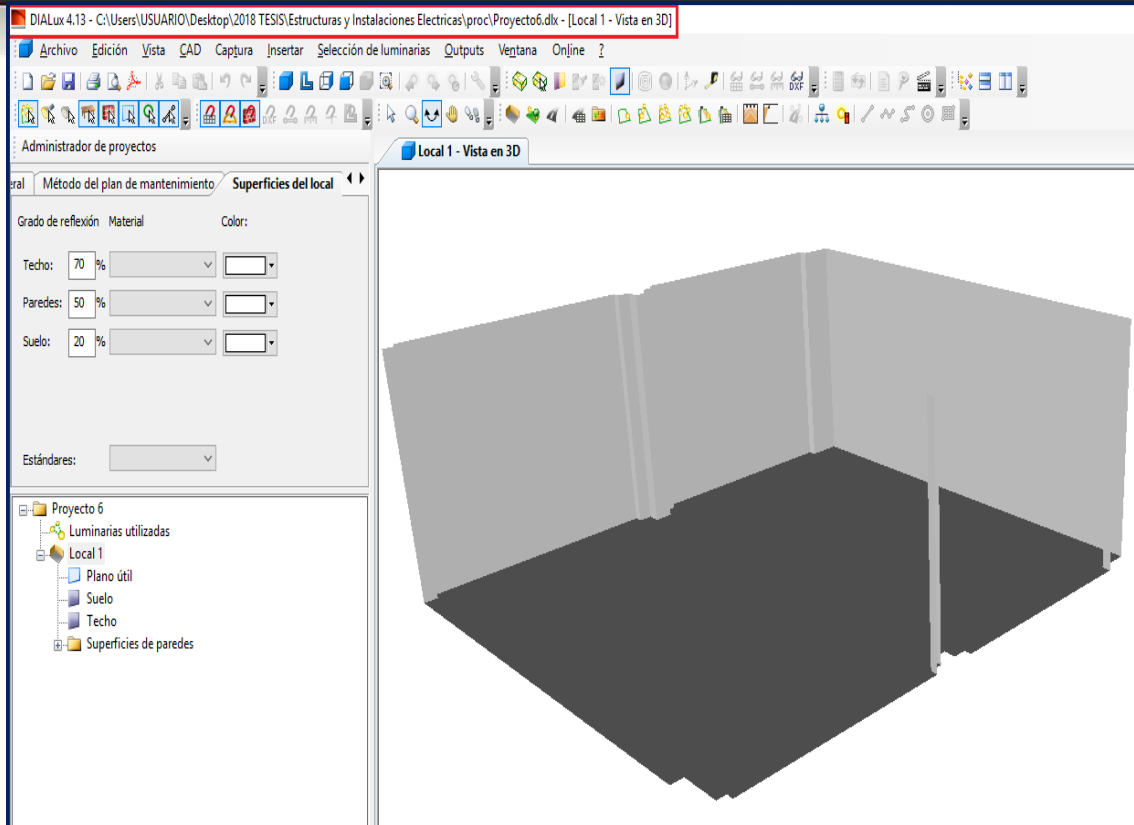 DIALux 4.13 - C:\Users\USUARIO\Desktop\2018 TESIS\Estructuras y Instalaciones Electricas\proc\Proyecto6.dlx - [Local 1 - Vista en 3D]
Archivo Edición Vista CAD Captura Insertar Selección de luminarias Outputs Ventana Online ?
DXF
Administrador de proyectos
Local 1 - Vista en 3D
eral Método del plan de mantenimiento Superficies del local
Grado de reflexión Material Color:
Techo: 70 %
Paredes: 50 %
Suelo: 20 %
Estándares:
Proyecto 6
Luminarias utilizadas
Local 1
Plano útil
Suelo
Techo
Superficies de paredes